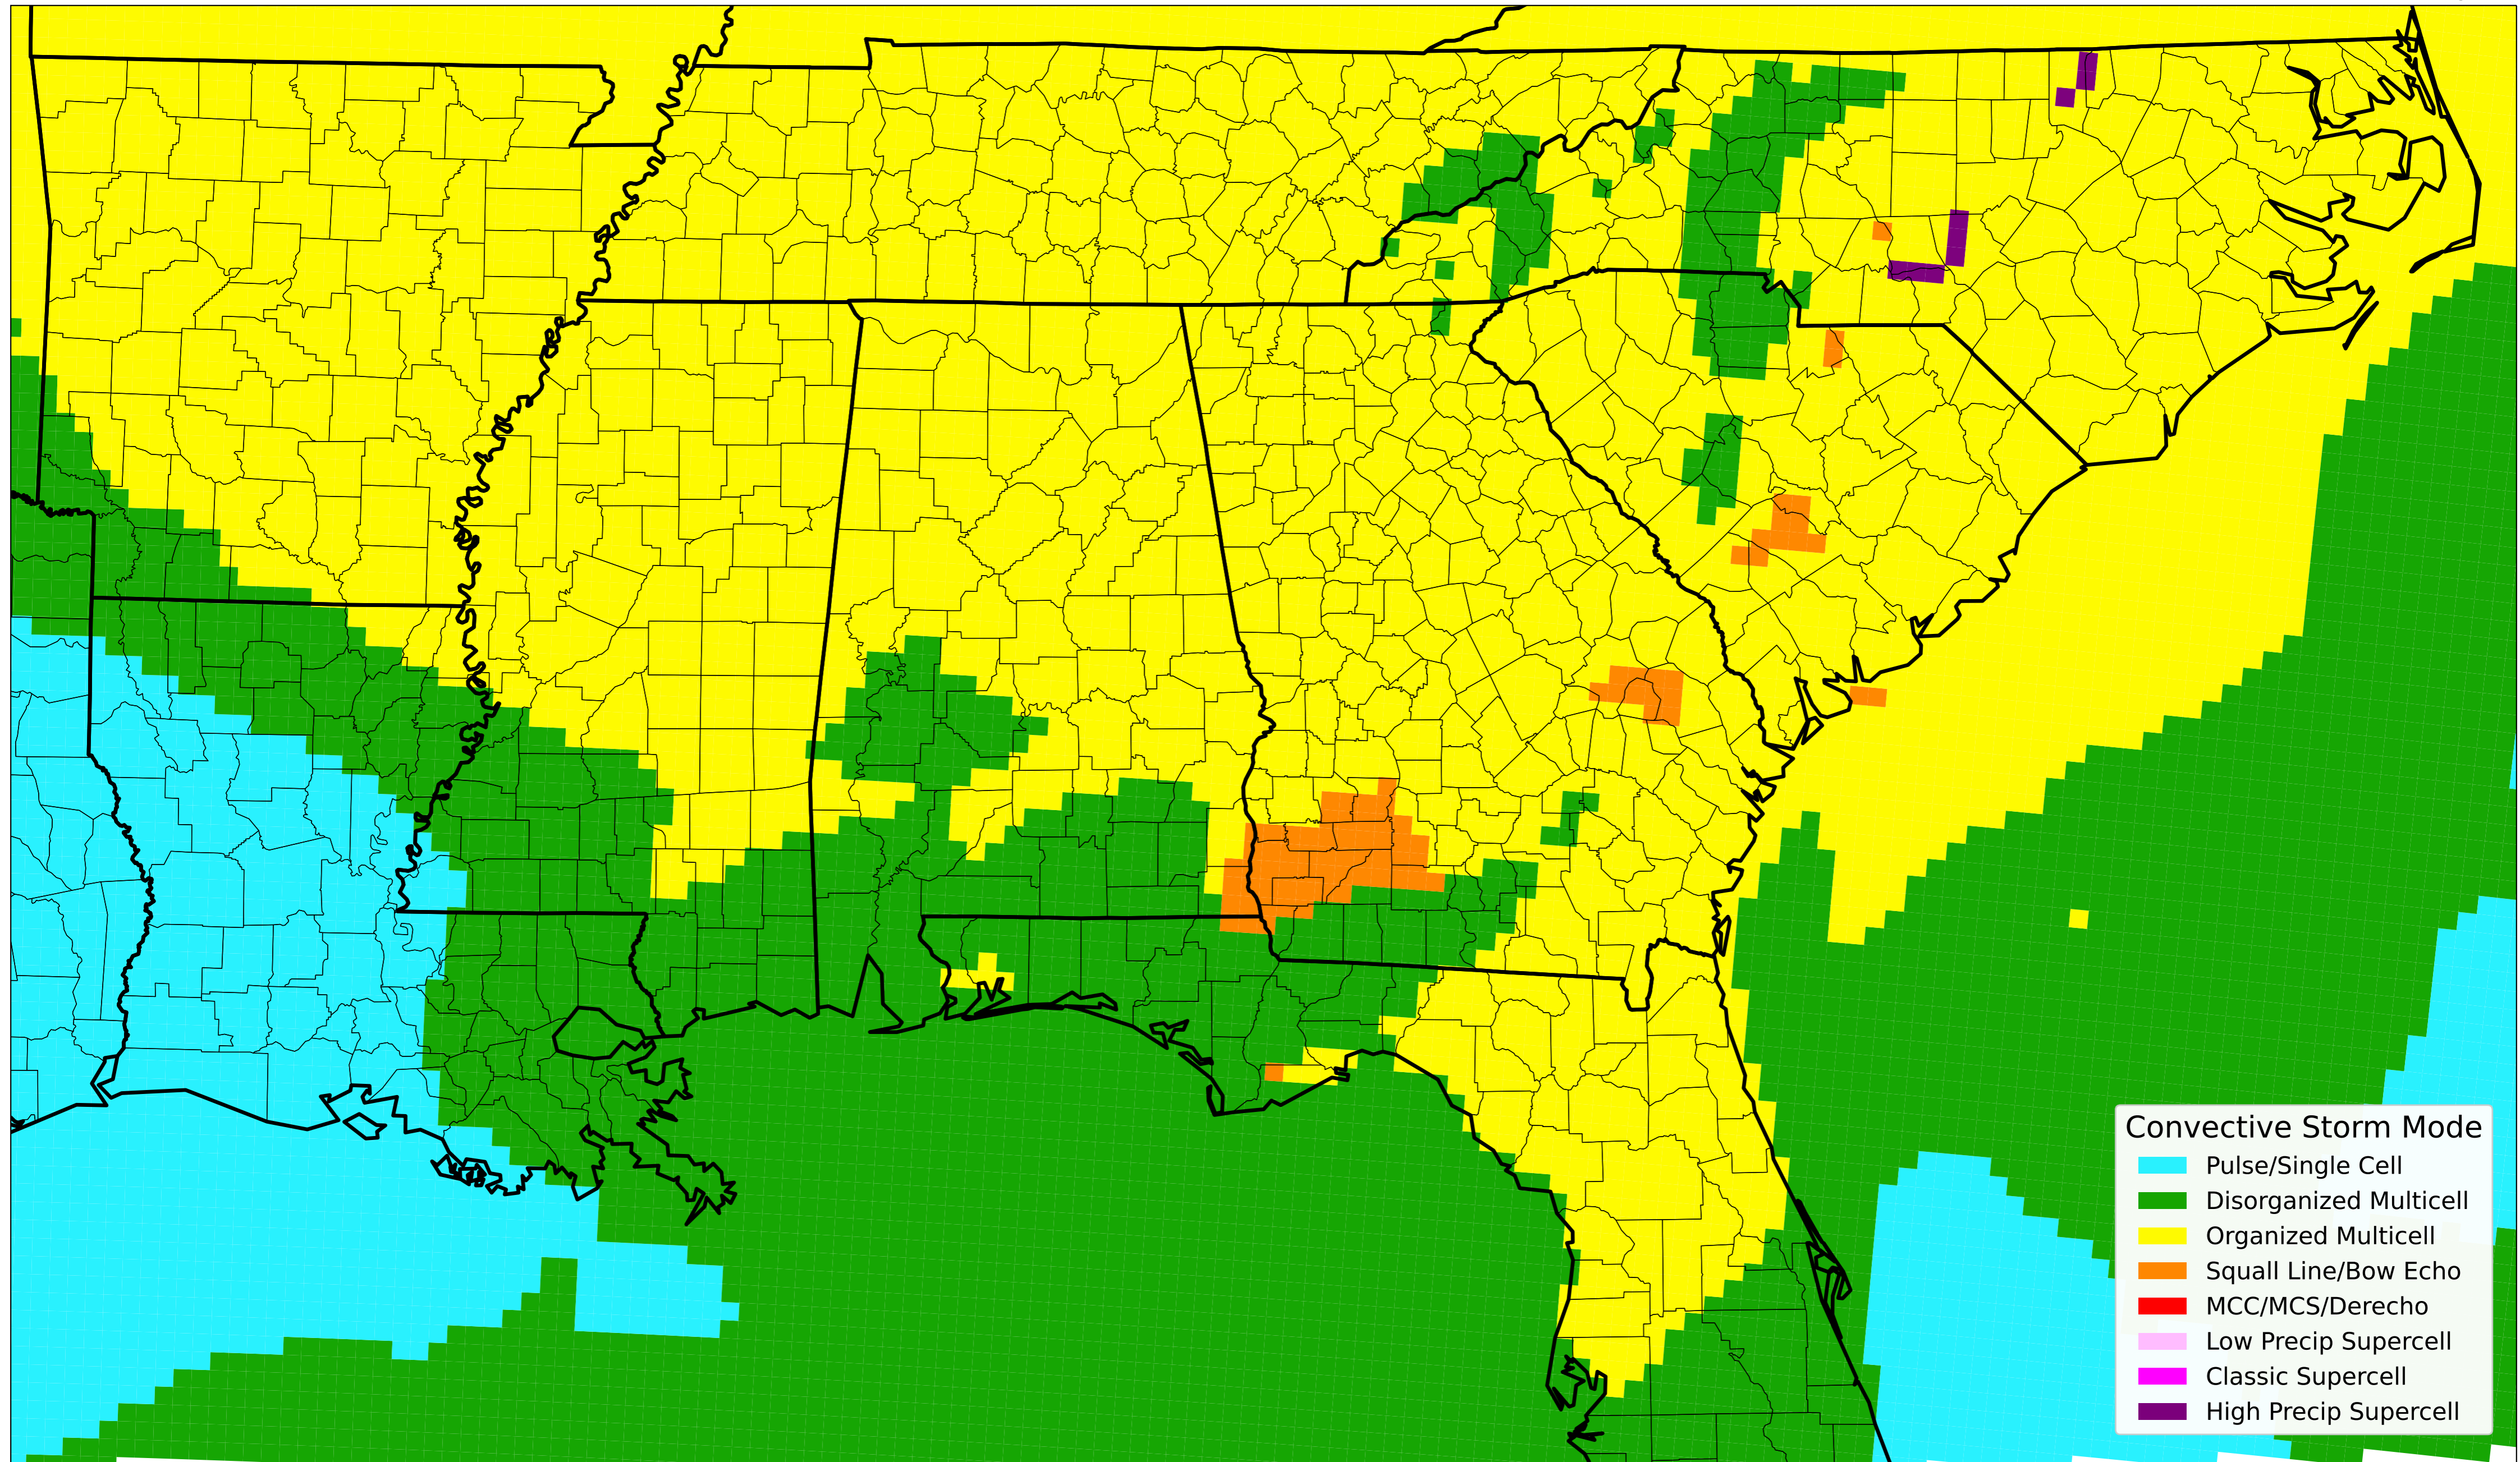 Convective Storm Mode
Pulse/Single Cell
Disorganized Multicell
Organized Multicell
Squall Line/Bow Echo
MCC/MCS/Derecho
Low Precip Supercell
Classic Supercell
High Precip Supercell